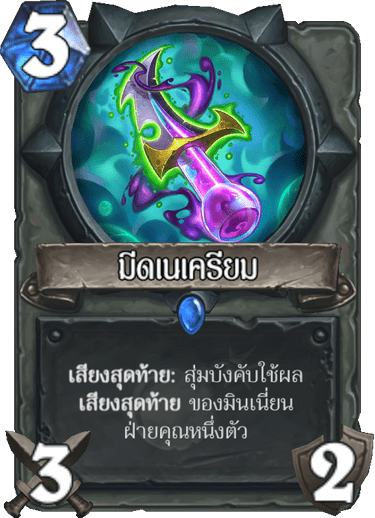 3
มีดเนเครียม
เสียงสุดท้าย: สุ่มบังคับใช้ผล
เสียงสุดท้าย ของมินเนี่ยน
ฝ่ายคุณหนึ่งตัว
3
2